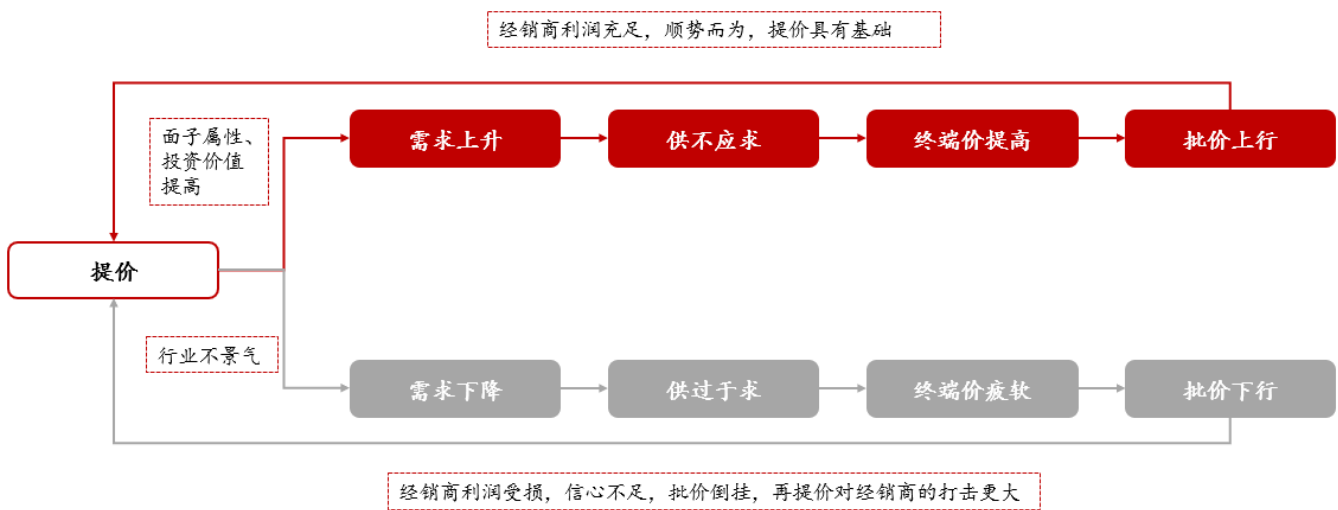 经销商利润充足，顺势而为，提价具有基础
面子属性、
投资价值
提高
需求上升
供不应求
终端价提高
批价上行
提价
行业不景气
需求下降
供过于求
终端价疲软
批价下行
经销商利润受损，信心不足，批价倒挂，再提价对经销商的打击更大